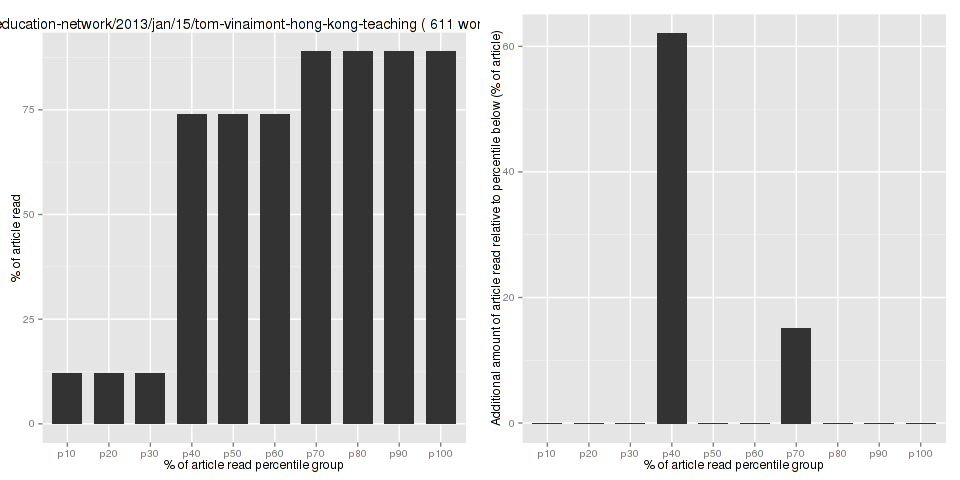 education-network/2013/jan/15/tom-vinaimont-hong-kong-teaching ( 611 wor
% of article read
75
50
25
0
p10 p20 p30 p40 p50 p60 p70 p80 p90 p100
% of article read percentile group
Additional amount of article read relative to percentile below (% of article)
60
40
20
0
p10 p20 p30 p40 p50 p60 p70 p80 p90 p100
% of article read percentile group